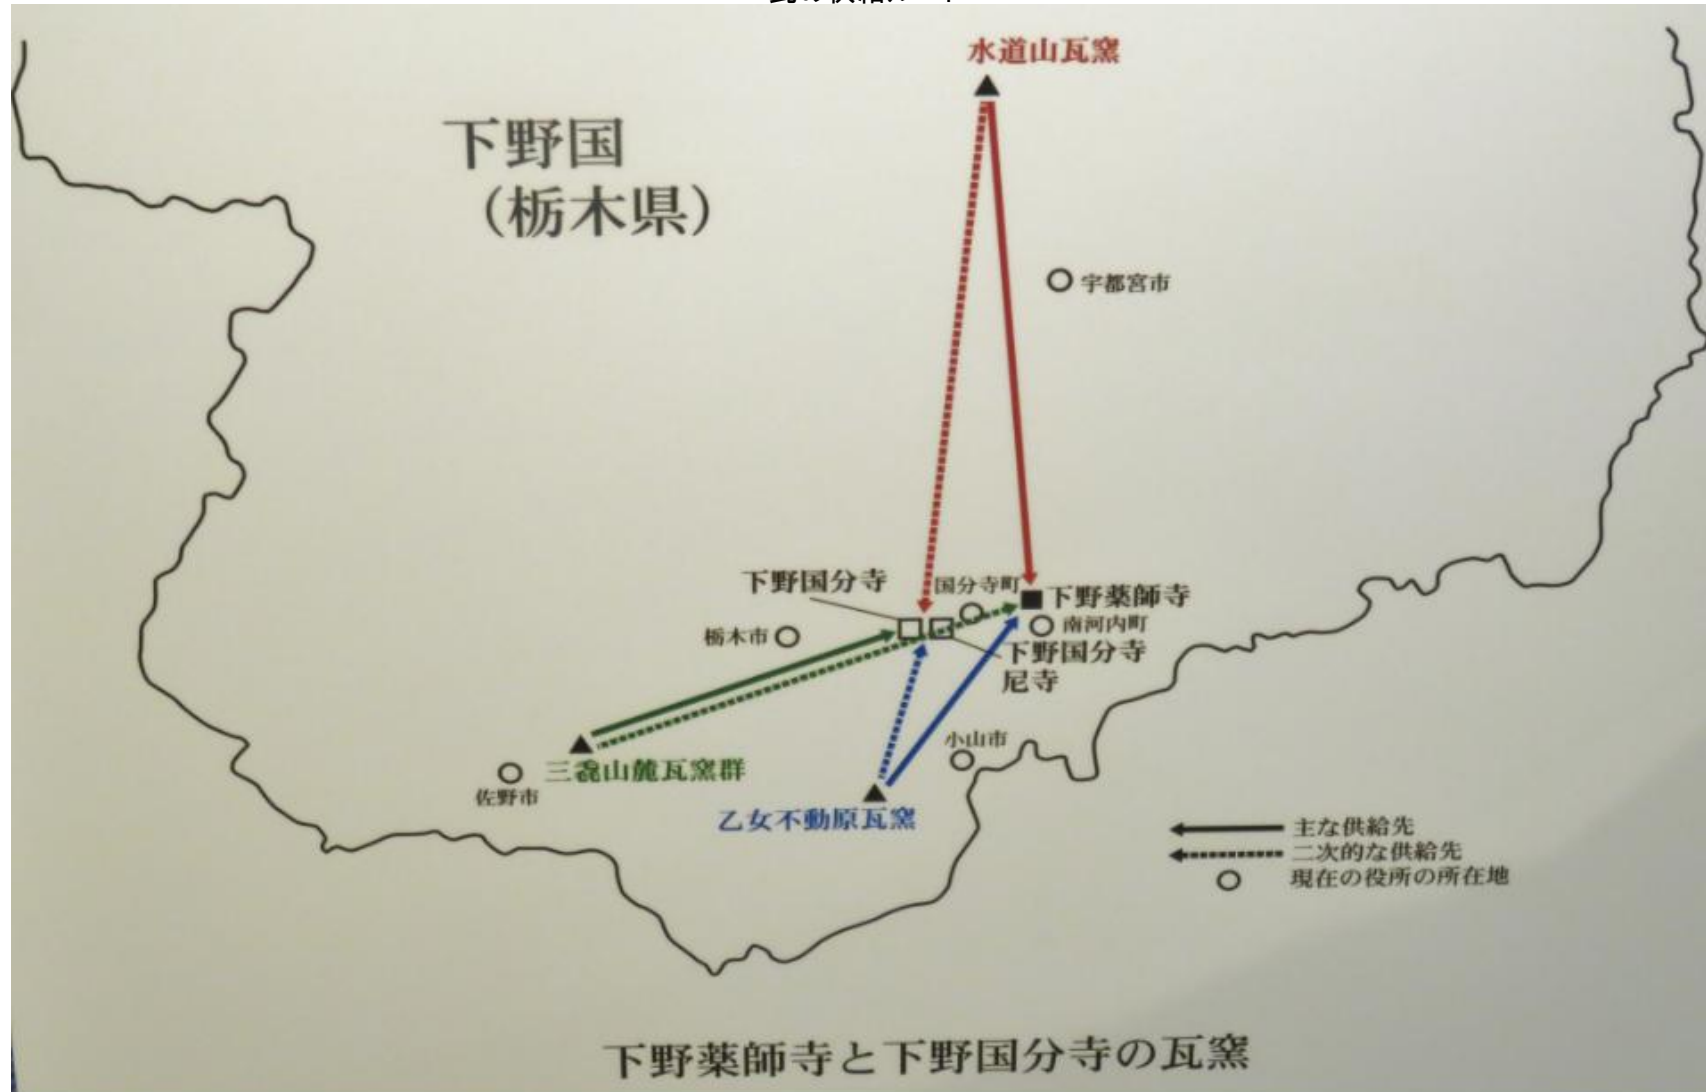 下野国
(栃木県)
水道山瓦窯
宇都宮市
下野国分寺
国分寺町
下野薬師寺
栃木市
南河内町
下野国分寺
尼寺
三毳山麓瓦窯群
佐野市
小山市
乙女不動原瓦窯
主な供給先
二次的な供給先
現在の役所の所在地
下野薬師寺と下野国分寺の瓦窯